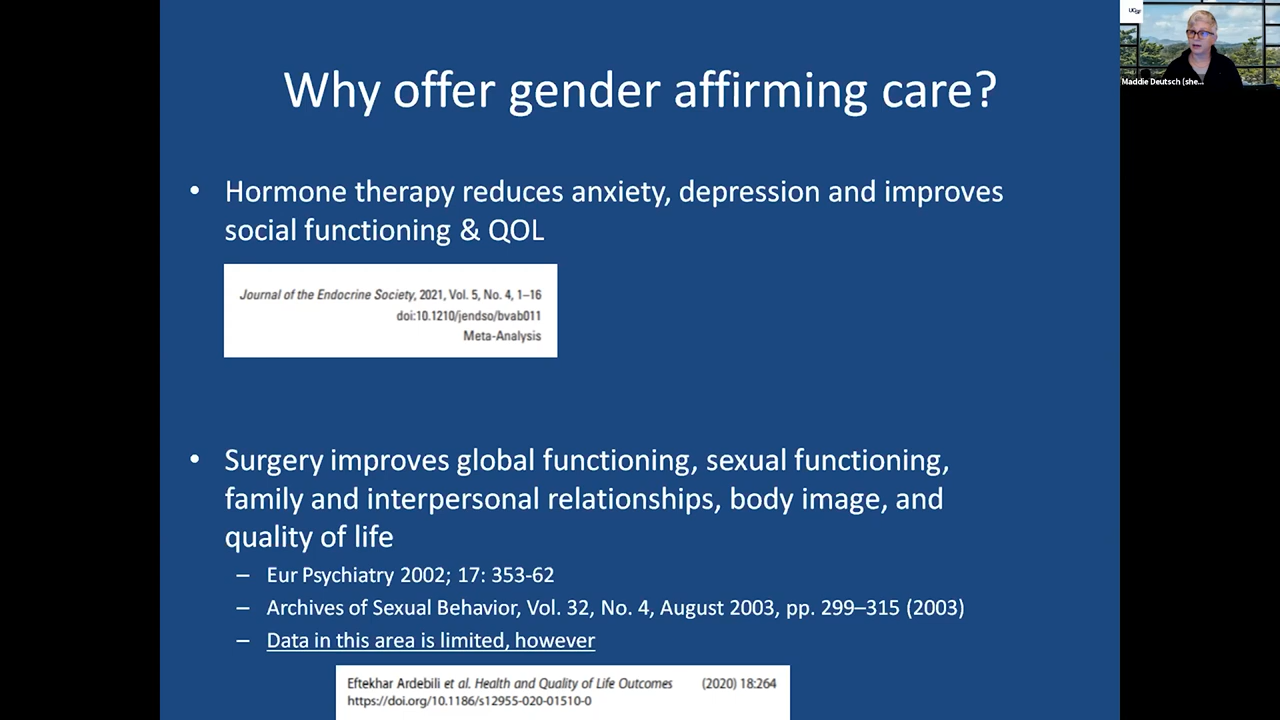 Why offer gender affirming care?
• Hormone therapy reduces anxiety, depression and improves
social functioning & QOL
Journal of the Endocrine Society, 2021, Vol. 5, No. 4, 1–16
doi:10.1210/jendso/bvab011
Meta-Analysis
• Surgery improves global functioning, sexual functioning,
family and interpersonal relationships, body image, and
quality of life
– Eur Psychiatry 2002; 17: 353-62
– Archives of Sexual Behavior, Vol. 32, No. 4, August 2003, pp. 299–315 (2003)
– Data in this area is limited, however
Eftekhar Ardebili et al. Health and Quality of Life Outcomes (2020) 18:264
https://doi.org/10.1186/s12955-020-01510-0
UCSF
Maddie Deutsch (she...